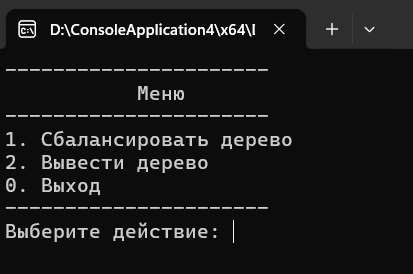 D:\ConsoleApplication4\x64\
----------------------
Меню
----------------------
1. Сбалансировать дерево
2. Вывести дерево
0. Выход
----------------------
Выберите действие: